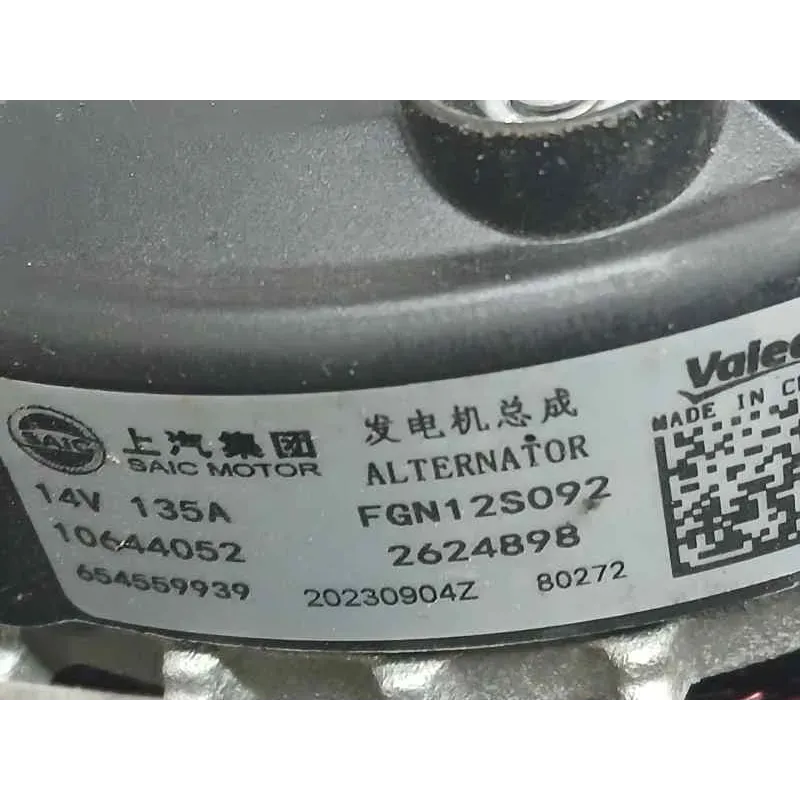 SAIC 上汽集团
SAIC MOTOR
14V 135A
10644052
654559939
发电机总成
ALTERNATOR
FGN12S092
2624898
20230904Z 80272
Valeo
MADE IN C